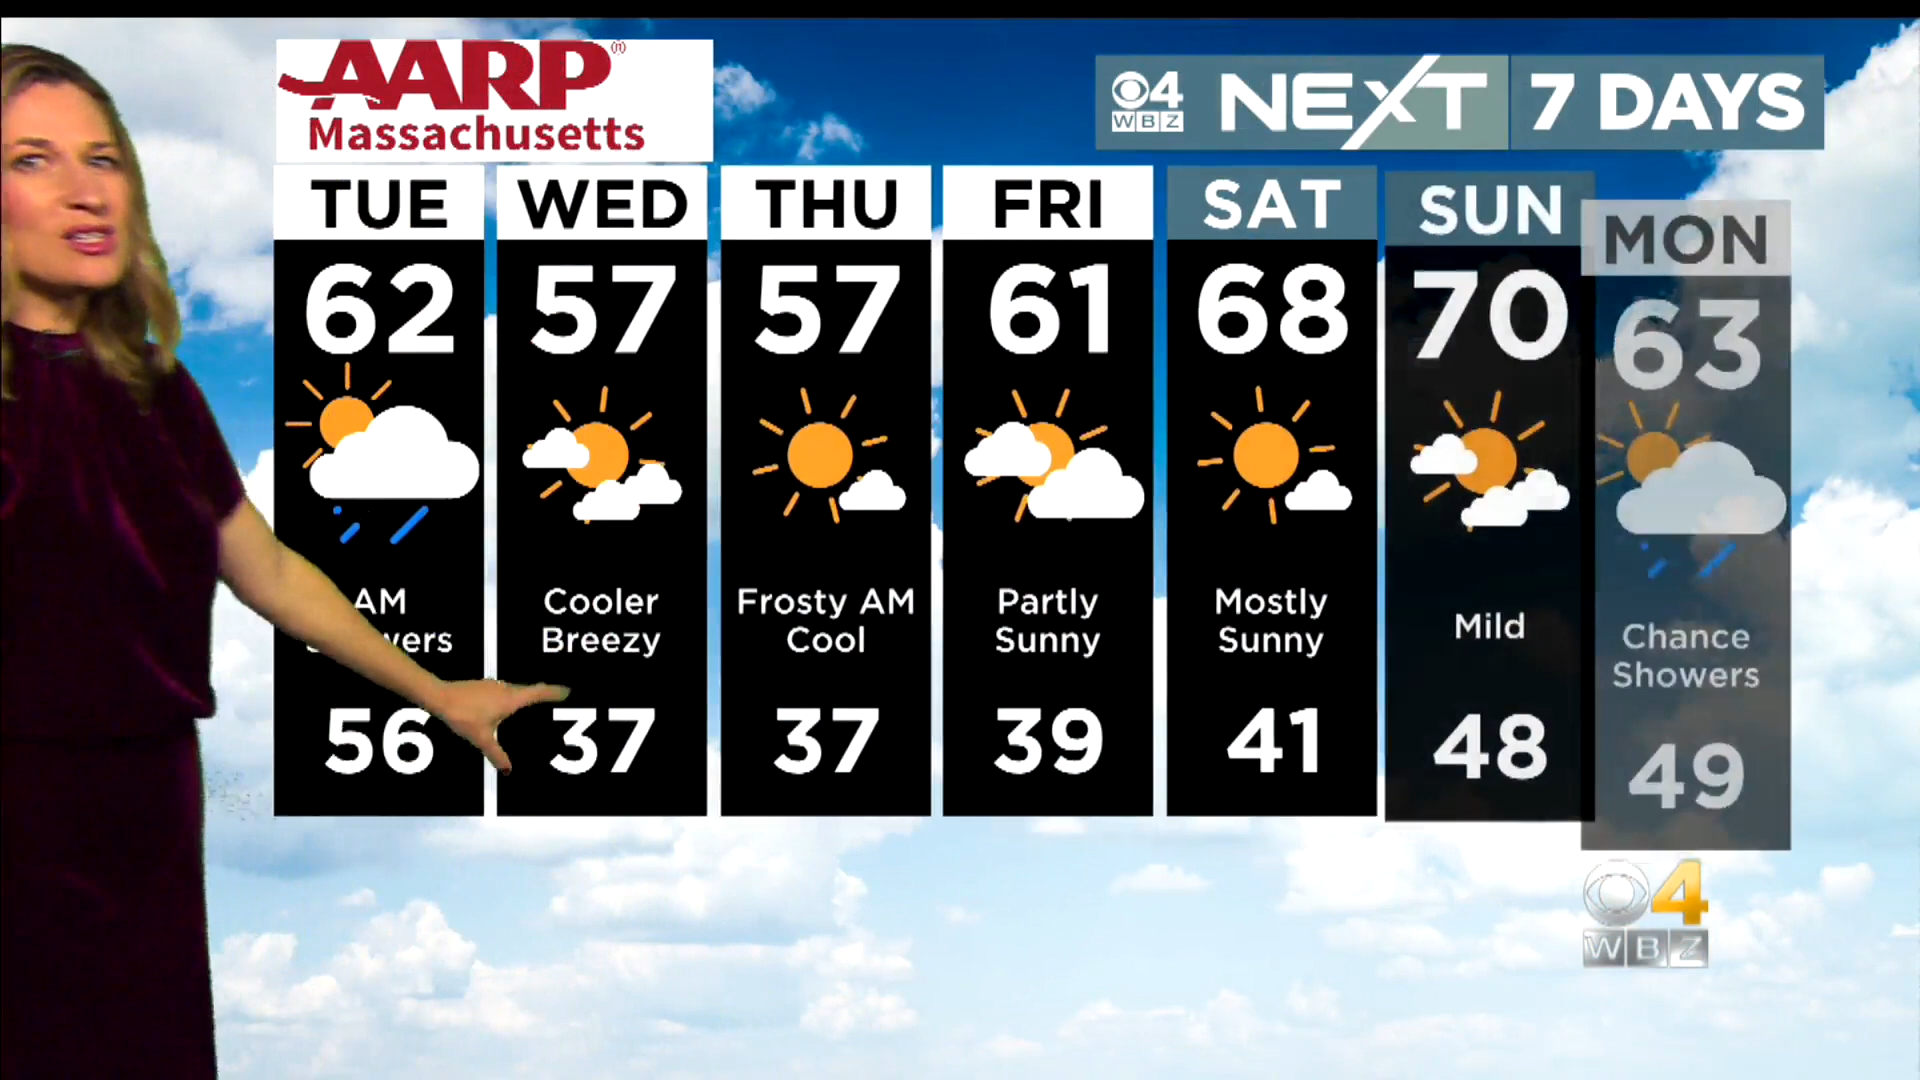 AARP®
Massachusetts
4 WBZ NEXT 7 DAYS
TUE
62
AM
56
WED
57
Cooler
Breezy
37
THU
57
Frosty AM
Cool
37
FRI
61
Partly
Sunny
39
SAT
68
Mostly
Sunny
41
SUN
70
Mild
48
MON
63
Chance
Showers
49
4
WBZ